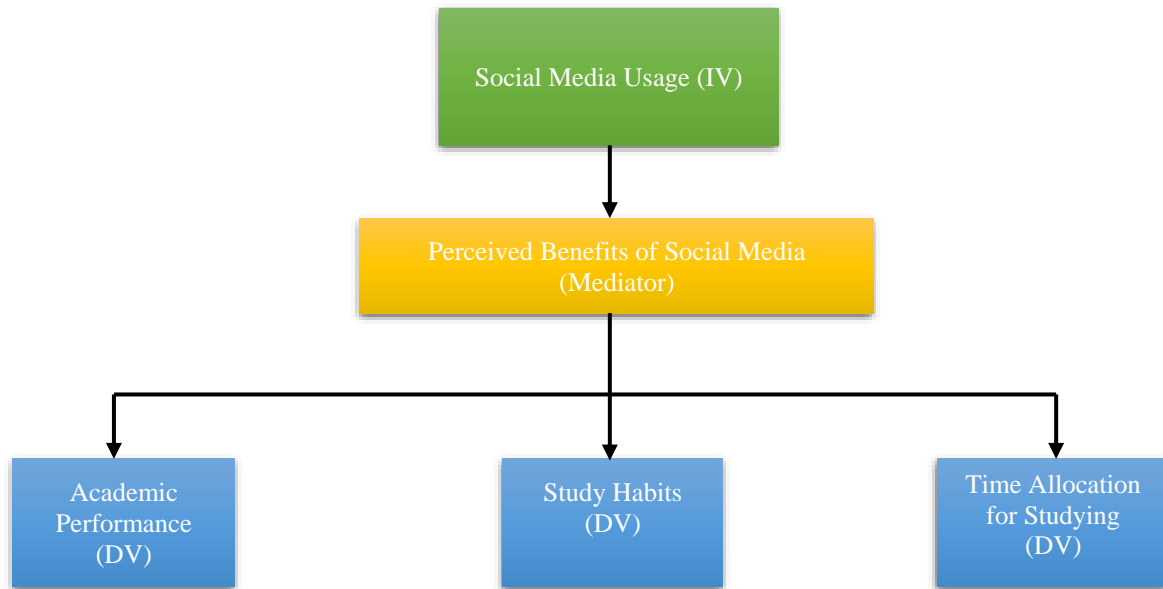 Social Media Usage (IV)
Perceived Benefits of Social Media
(Mediator)
Academic
Performance
(DV)
Study Habits
(DV)
Time Allocation
for Studying
(DV)